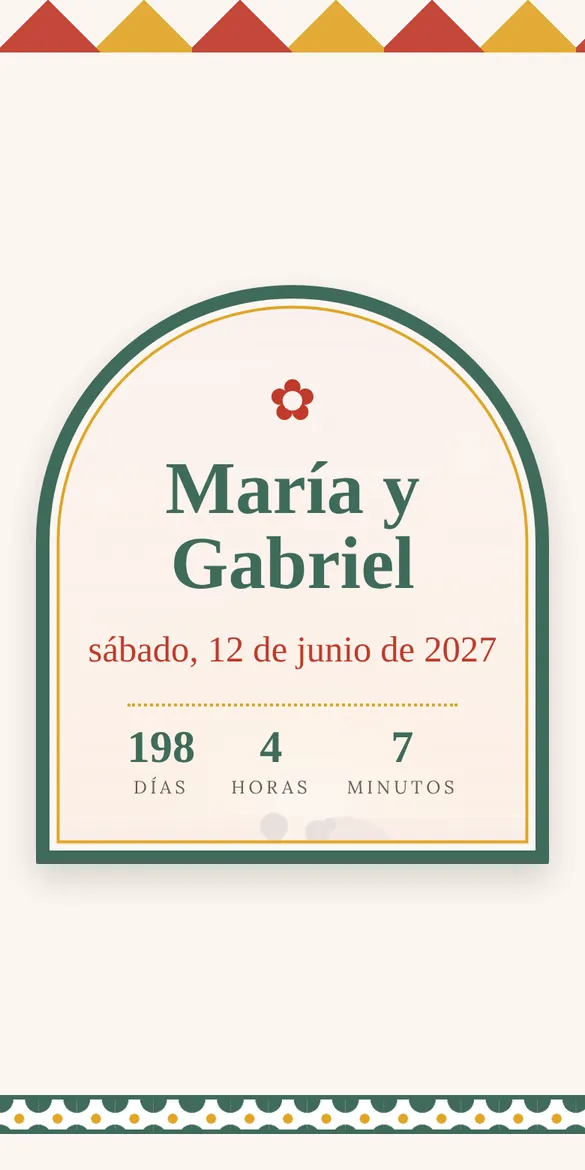 María y
Gabriel
sábado, 12 de junio de 2027
198 4 7
DÍAS HORAS MINUTOS